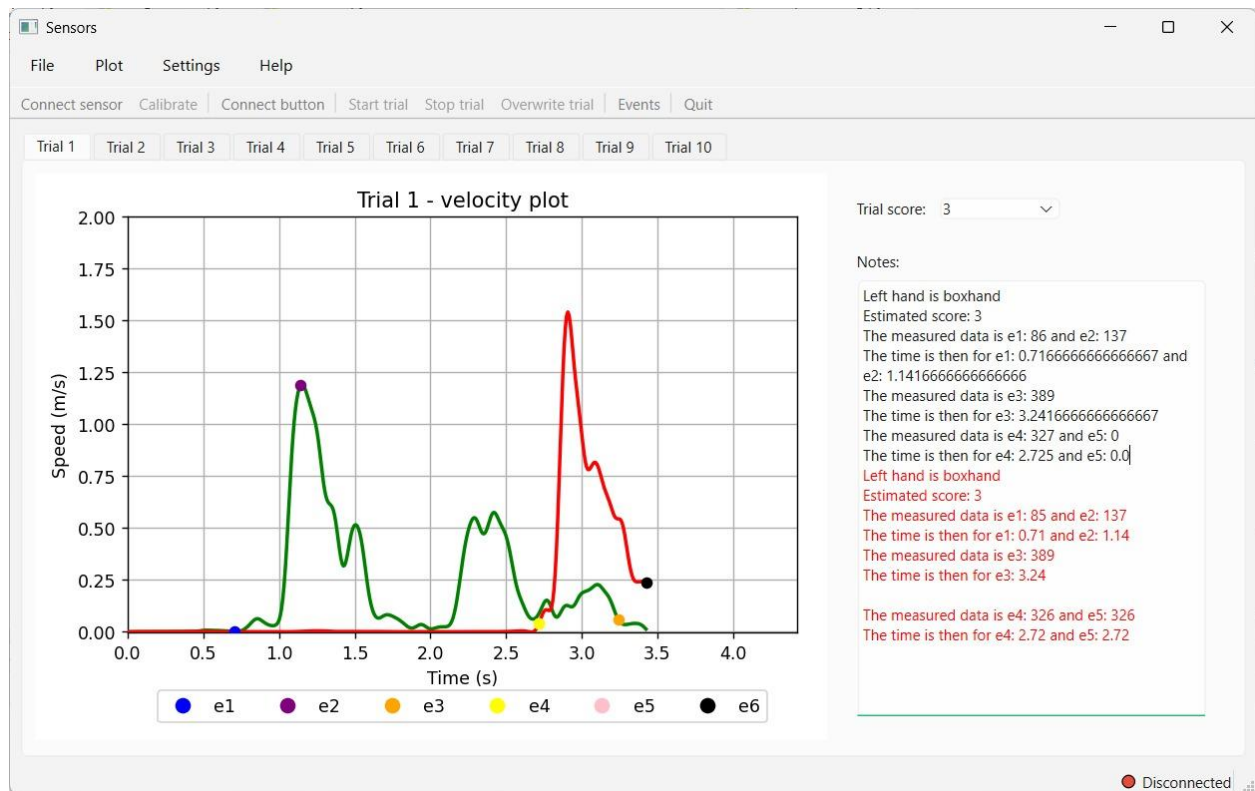 Sensors
File Plot Settings Help
Connect sensor Calibrate Connect button Start trial Stop trial Overwrite trial Events Quit
Trial 1 Trial 2 Trial 3 Trial 4 Trial 5 Trial 6 Trial 7 Trial 8 Trial 9 Trial 10
Trial 1 - velocity plot
2.00
1.75
1.50
1.25
1.00
0.75
0.50
0.25
0.00
Speed (m/s)
0.0 0.5 1.0 1.5 2.0 2.5 3.0 3.5 4.0
Time (s)
e1 e2 e3 e4 e5 e6
Trial score: 3
Notes:
Left hand is boxhand
Estimated score: 3
The measured data is e1: 86 and e2: 137
The time is then for e1: 0.7166666666666667 and
e2: 1.1416666666666666
The measured data is e3: 389
The time is then for e3: 3.2416666666666667
The measured data is e4: 327 and e5: 0
The time is then for e4: 2.725 and e5: 0.0
Left hand is boxhand
Estimated score: 3
The measured data is e1: 85 and e2: 137
The time is then for e1: 0.71 and e2: 1.14
The measured data is e3: 389
The time is then for e3: 3.24
The measured data is e4: 326 and e5: 326
The time is then for e4: 2.72 and e5: 2.72
Disconnected